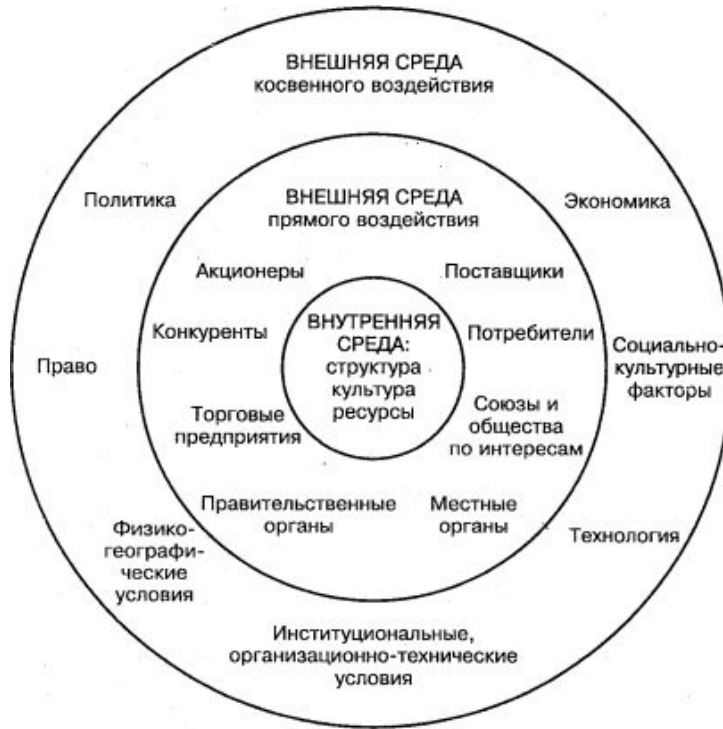 ВНЕШНЯЯ СРЕДА
косвенного воздействия
Политика
Экономика
ВНЕШНЯЯ СРЕДА
прямого воздействия
Акционеры
Поставщики
Конкуренты
Потребители
ВНУТРЕННЯЯ
СРЕДА:
структура
культура
ресурсы
Право
Социально-
культурные
факторы
Торговые
предприятия
Союзы и
общества
по интересам
Правительственные
органы
Местные
органы
Физико-
географи-
ческие
условия
Технология
Институциональные,
организационно-технические
условия